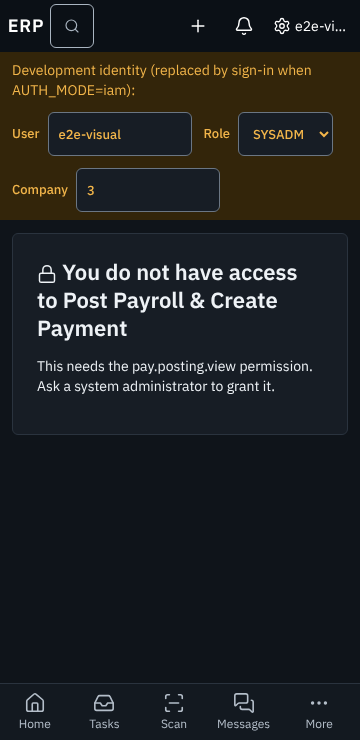 ERP
e2e-vi...
Development identity (replaced by sign-in when
AUTH_MODE=iam):
User e2e-visual Role SYSADM
Company 3
You do not have access
to Post Payroll & Create
Payment
This needs the pay.posting.view permission.
Ask a system administrator to grant it.
Home Tasks Scan Messages More